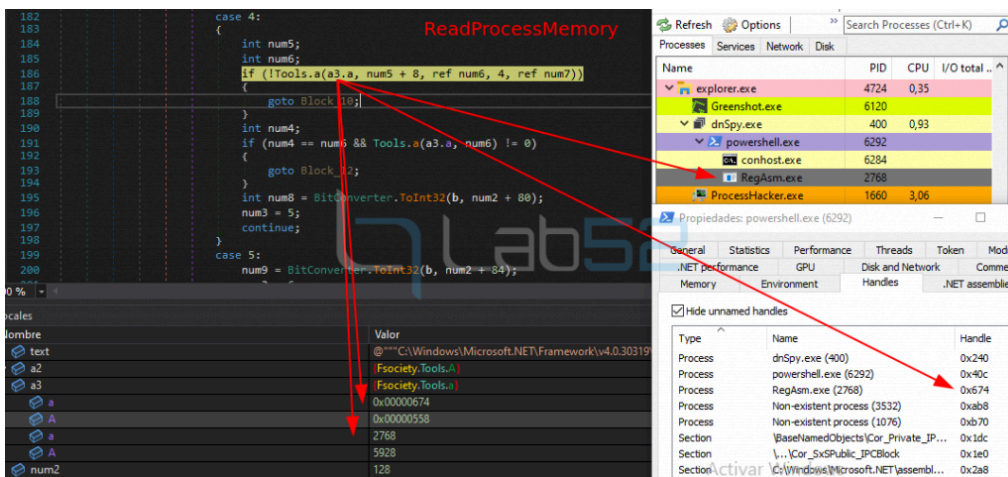 ReadProcessMemory
182 case 4:
183 {
184 int num5;
185 int num6;
186 if (!Tools.a(a3.a, num5 + 8, ref num6, 4, ref num7))
187 {
188 goto Block_10;
189 }
190 int num4;
191 if (num4 == num6 && Tools.a(a3.a, num6) != 0)
192 {
193 goto Block_12;
194 }
195 int num8 = BitConverter.ToInt32(b, num2 + 80);
196 num3 = 5;
197 continue;
198 }
199 case 5:
200 num9 = BitConverter.ToInt32(b, num2 + 84);
00 %
ocales
Nombre Valor
text @"""C:\Windows\Microsoft.NET\Framework\v4.0.30319\
a2 {Fsociety.Tools.A}
a3 {Fsociety.Tools.a}
a 0x00000674
A 0x00000558
a 2768
A 5928
num2 128
Lab52
Refresh Options » Search Processes (Ctrl+K)
Processes Services Network Disk
Name PID CPU I/O total ...
explorer.exe 4724 0,35
Greenshot.exe 6120
dnSpy.exe 400 0,93
powershell.exe 6292
conhost.exe 6284
RegAsm.exe 2768
ProcessHacker.exe 1660 3,06
Propiedades: powershell.exe (6292)
General Statistics Performance Threads Token Mod
.NET performance GPU Disk and Network Comme
Memory Environment Handles .NET assemblie
Hide unnamed handles
Type Name Handle
Process dnSpy.exe (400) 0x240
Process powershell.exe (6292) 0x40c
Process RegAsm.exe (2768) 0x674
Process Non-existent process (3532) 0xab8
Process Non-existent process (1076) 0xb70
Section \BaseNamedObjects\Cor_Private_IP... 0x1dc
Section \...\Cor_SxSPublic_IPCBlock 0x1e0
Section C:\Windows\Microsoft.NET\assembl... 0x2a8
Activar Windows